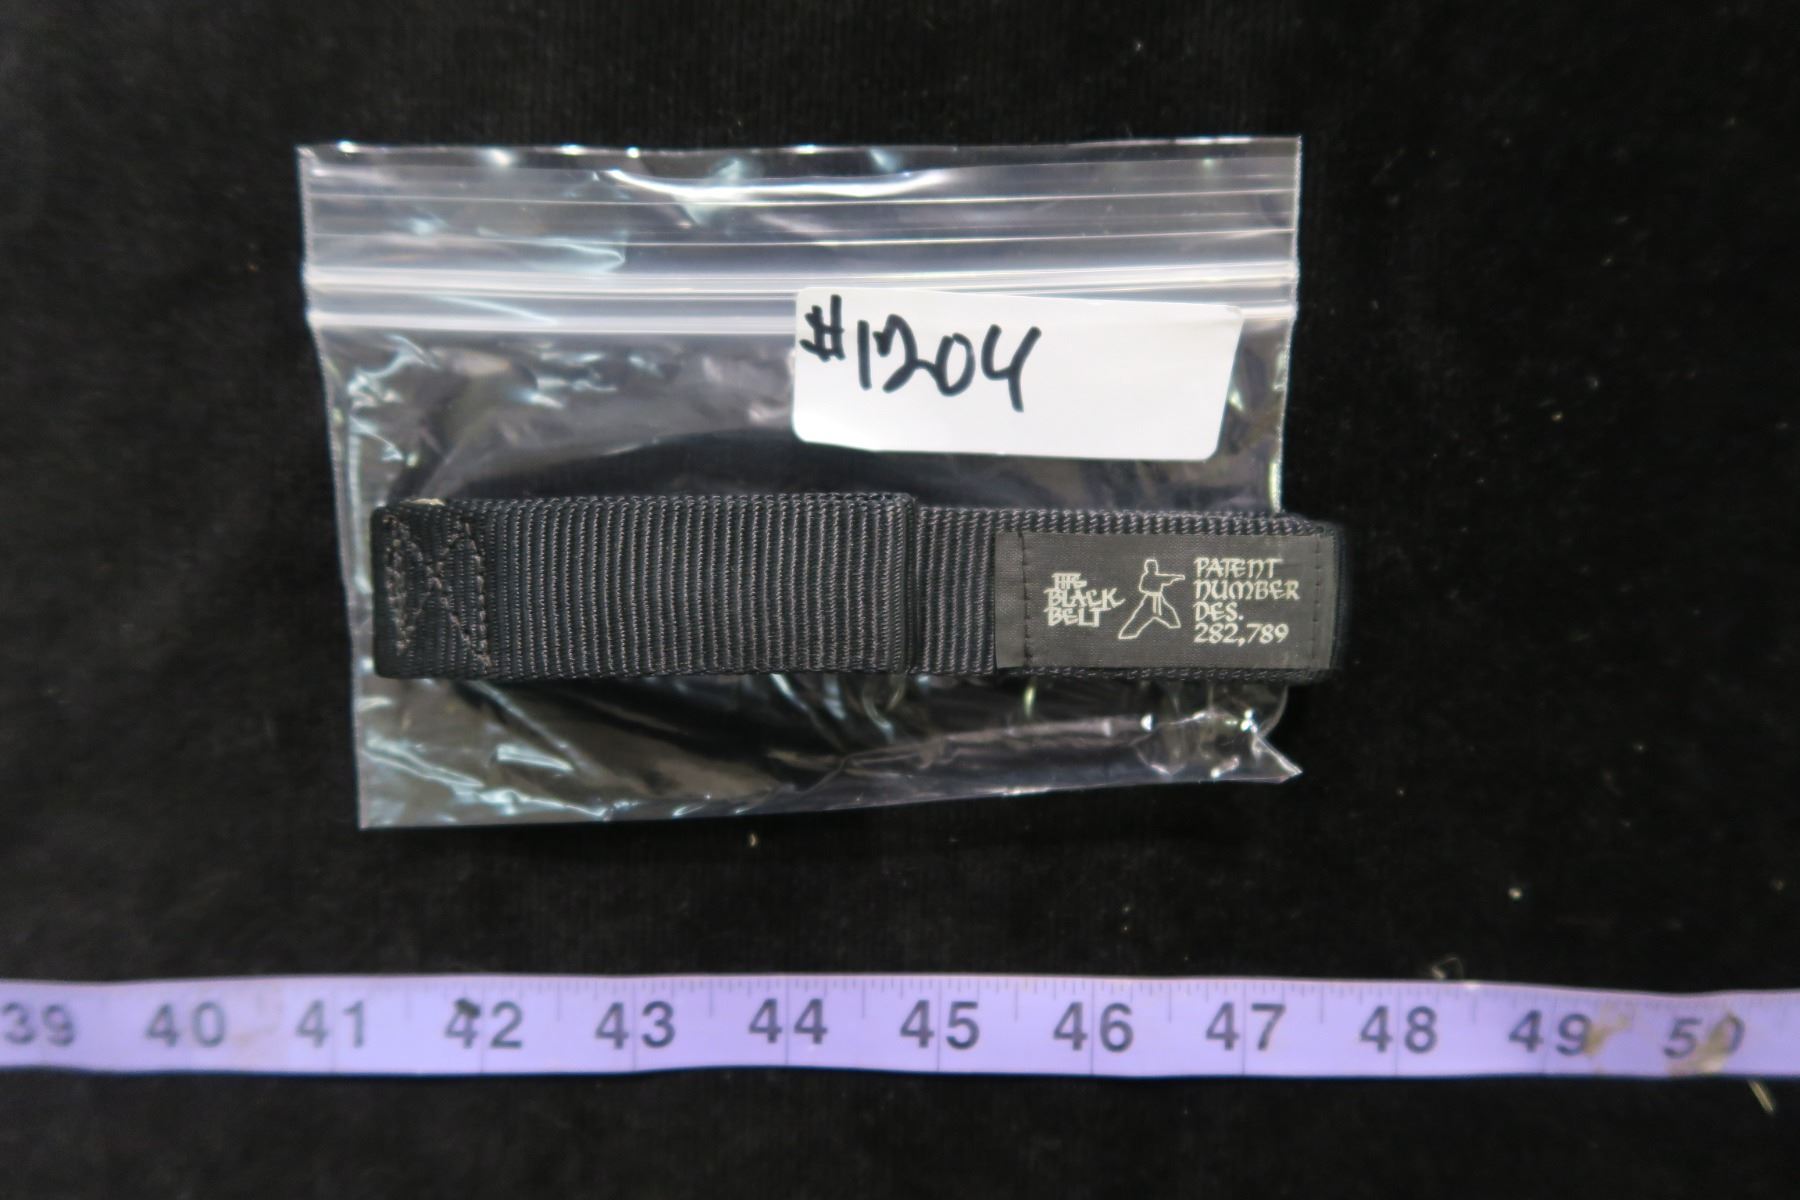 #1204
THE
BLACK
BELT
PATENT
NUMBER
DES.
282,789
39 40 41 42 43 44 45 46 47 48 49 50